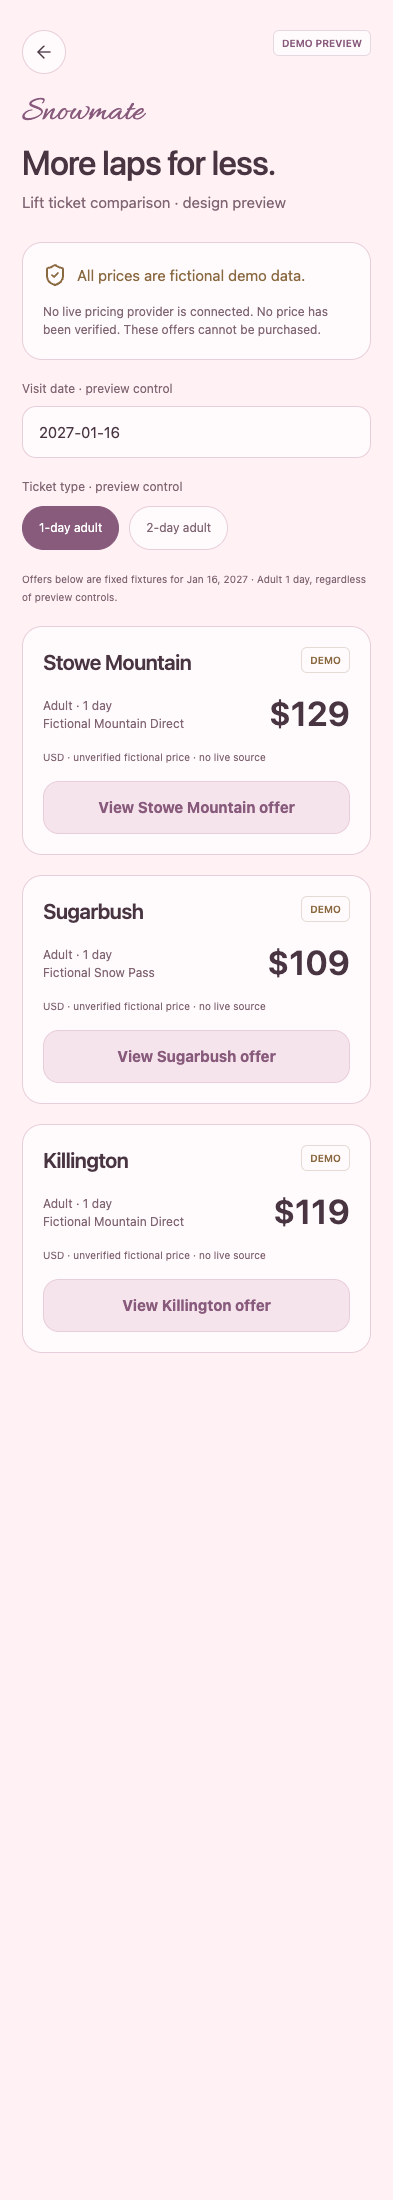 DEMO PREVIEW
Snowmate
More laps for less.
Lift ticket comparison · design preview
All prices are fictional demo data.
No live pricing provider is connected. No price has
been verified. These offers cannot be purchased.
Visit date · preview control
2027-01-16
Ticket type · preview control
1-day adult
2-day adult
Offers below are fixed fixtures for Jan 16, 2027 · Adult 1 day, regardless
of preview controls.
Stowe Mountain
DEMO
Adult · 1 day
Fictional Mountain Direct
$129
USD · unverified fictional price · no live source
View Stowe Mountain offer
Sugarbush
DEMO
Adult · 1 day
Fictional Snow Pass
$109
USD · unverified fictional price · no live source
View Sugarbush offer
Killington
DEMO
Adult · 1 day
Fictional Mountain Direct
$119
USD · unverified fictional price · no live source
View Killington offer